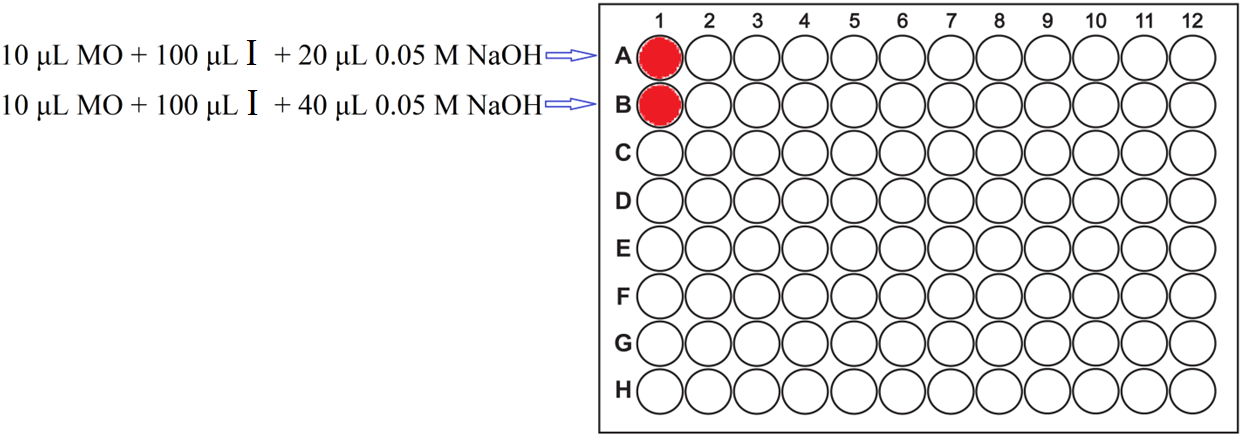 1 2 3 4 5 6 7 8 9 10 11 12
10 μL MO + 100 μL I + 20 μL 0.05 M NaOH A
10 μL MO + 100 μL I + 40 μL 0.05 M NaOH B
C
D
E
F
G
H